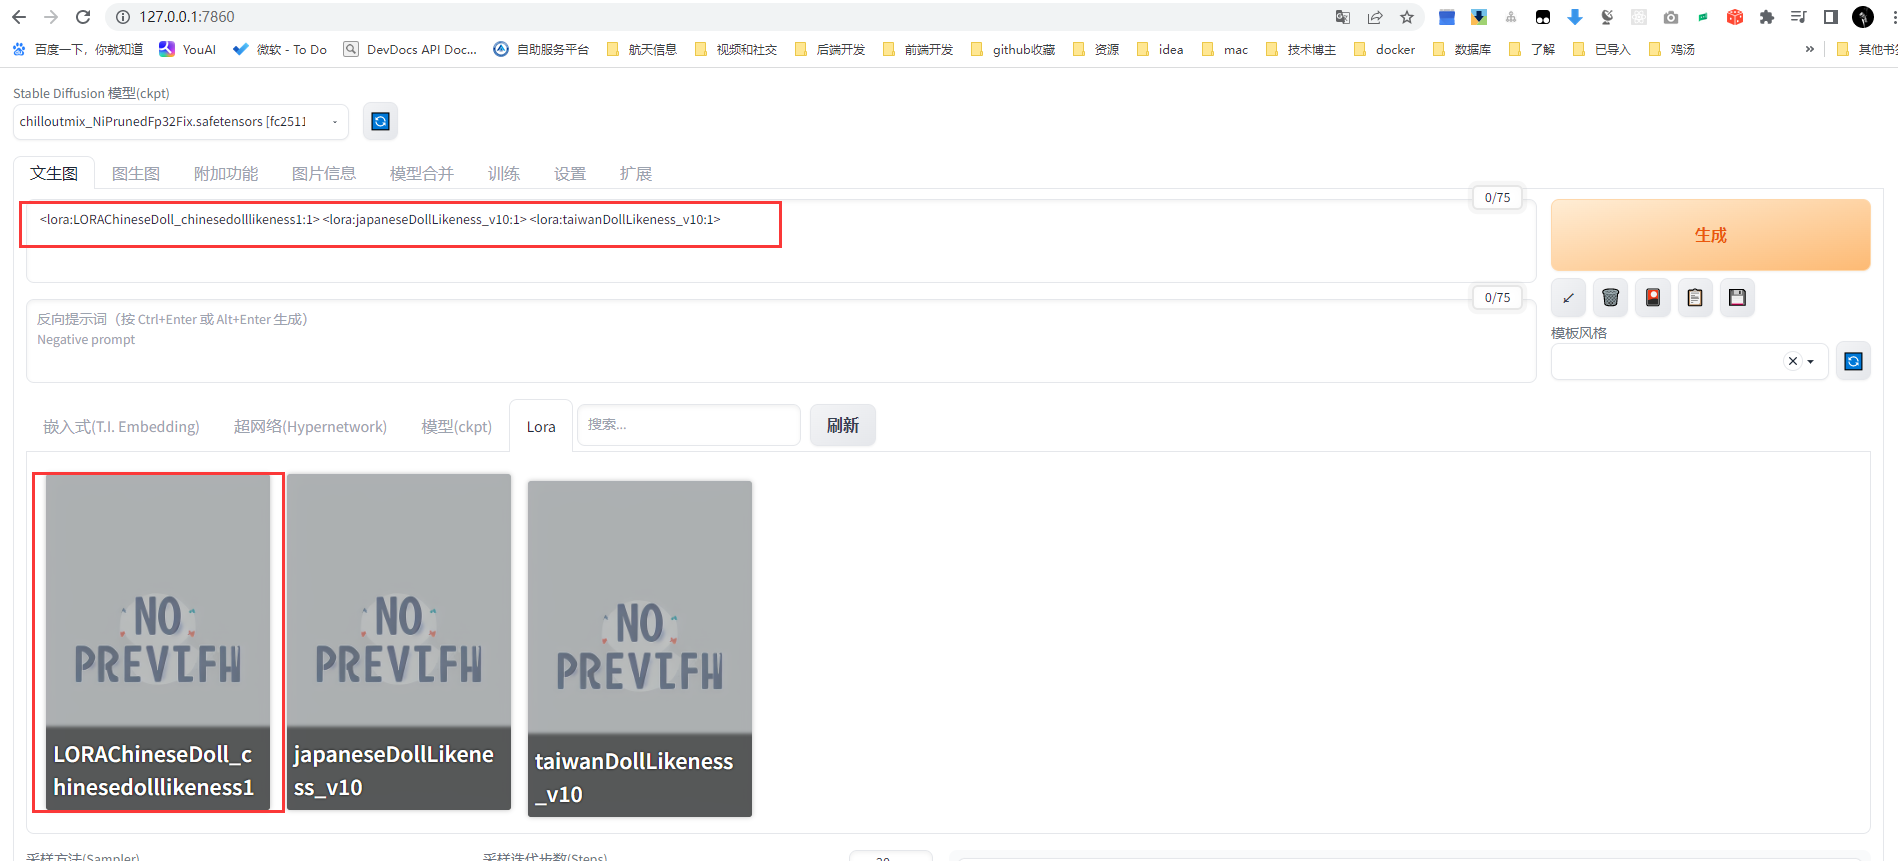 127.0.0.1:7860
百度一下，你就知道 YouAI 微软 - To Do DevDocs API Doc... 自助服务平台 航天信息 视频和社交 后端开发 前端开发 github收藏 资源 idea mac 技术博主 docker 数据库 了解 已导入 鸡汤 » 其他书签
Stable Diffusion 模型(ckpt)
chilloutmix_NiPrunedFp32Fix.safetensors [fc2511
文生图 图生图 附加功能 图片信息 模型合并 训练 设置 扩展
0/75
<lora:LORAChineseDoll_chinesedolllikeness1:1> <lora:japaneseDollLikeness_v10:1> <lora:taiwanDollLikeness_v10:1>
生成
0/75
反向提示词（按 Ctrl+Enter 或 Alt+Enter 生成）
Negative prompt
模板风格
嵌入式(T.I. Embedding) 超网络(Hypernetwork) 模型(ckpt) Lora 搜索... 刷新
NO
PREVIEW
LORAChineseDoll_c
hinesedolllikeness1
NO
PREVIEW
japaneseDollLikene
ss_v10
NO
PREVIEW
taiwanDollLikeness
_v10
采样方法(Sampler) 采样迭代步数(Steps) 20